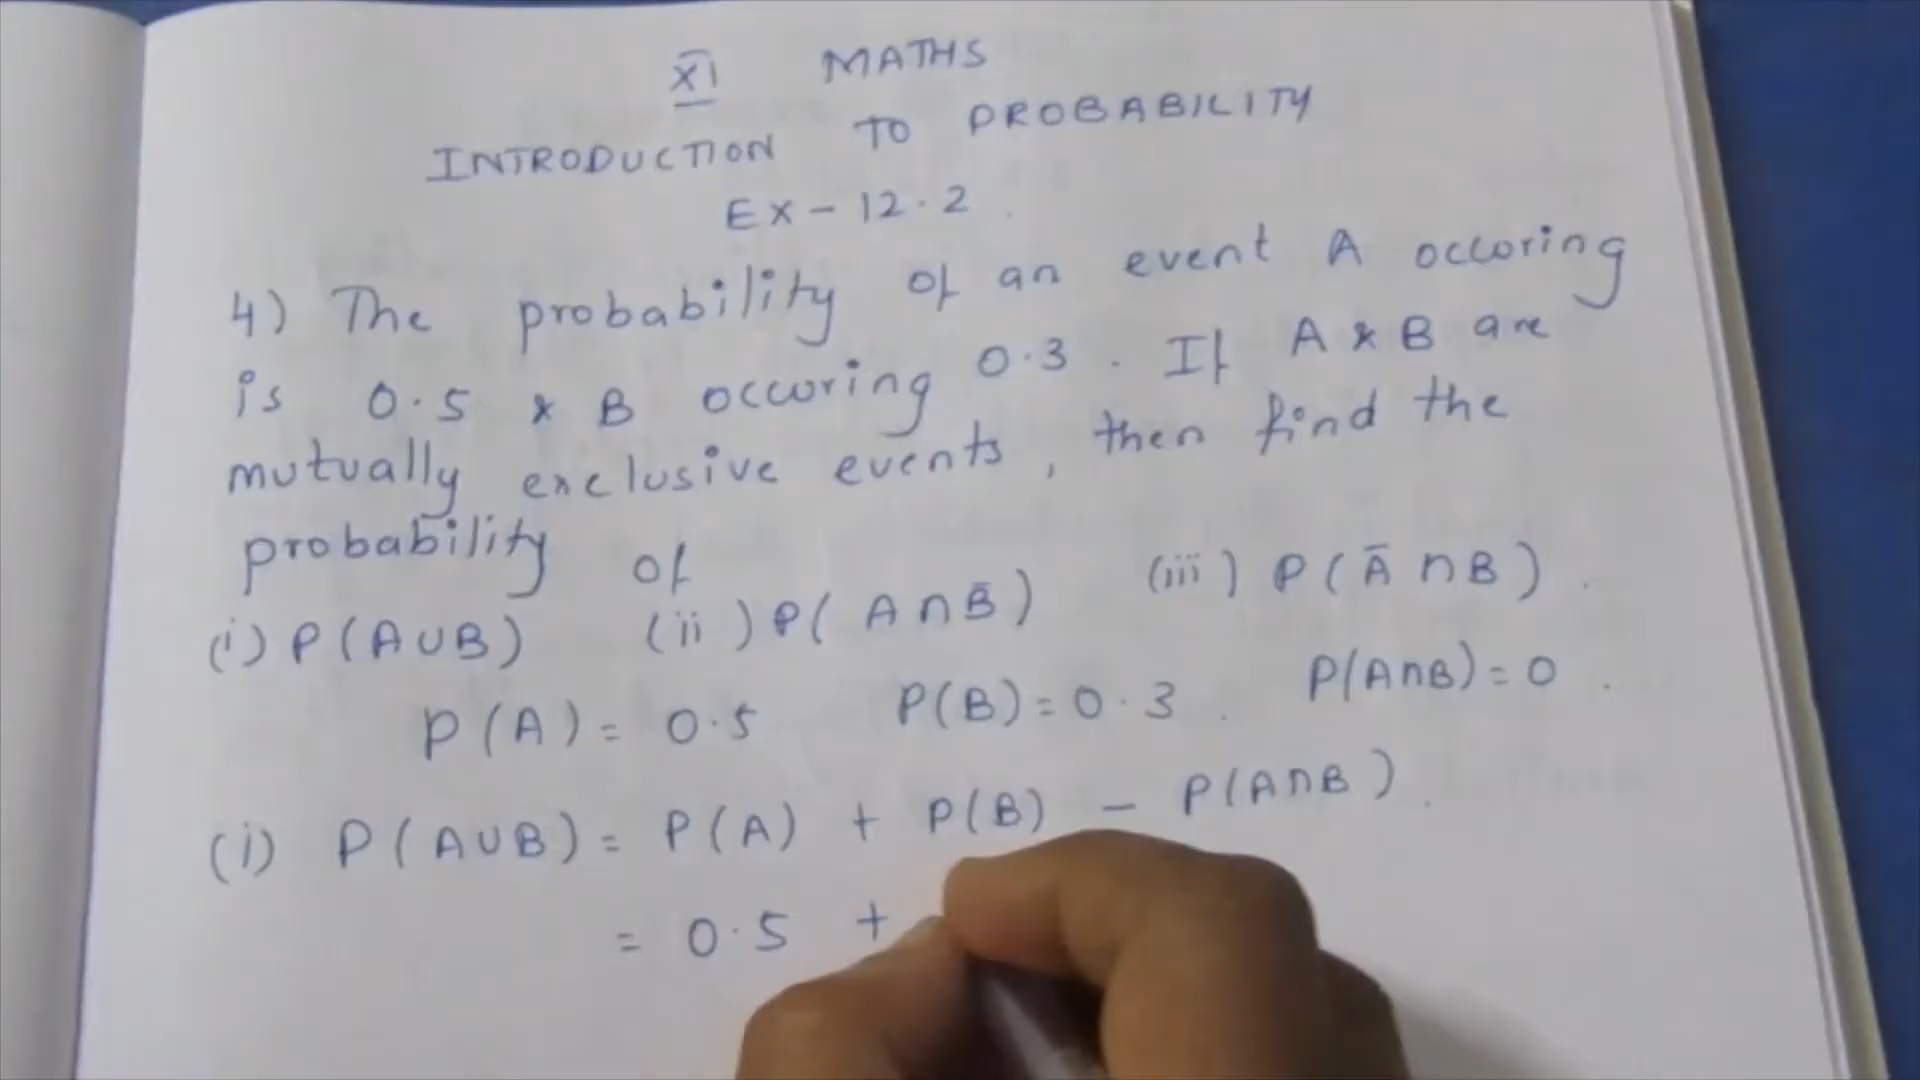 XI MATHS
INTRODUCTION TO PROBABILITY
EX - 12.2
4) The probability of an event A occoring
is 0.5 & B occuring 0.3. If A & B are
mutually exclusive events, then find the
probability of
(i) P(A∪B) (ii) P(A∩B̄) (iii) P(Ā∩B).
P(A) = 0.5 P(B) = 0.3. P(A∩B) = 0.
(i) P(A∪B) = P(A) + P(B) - P(A∩B).
= 0.5 +